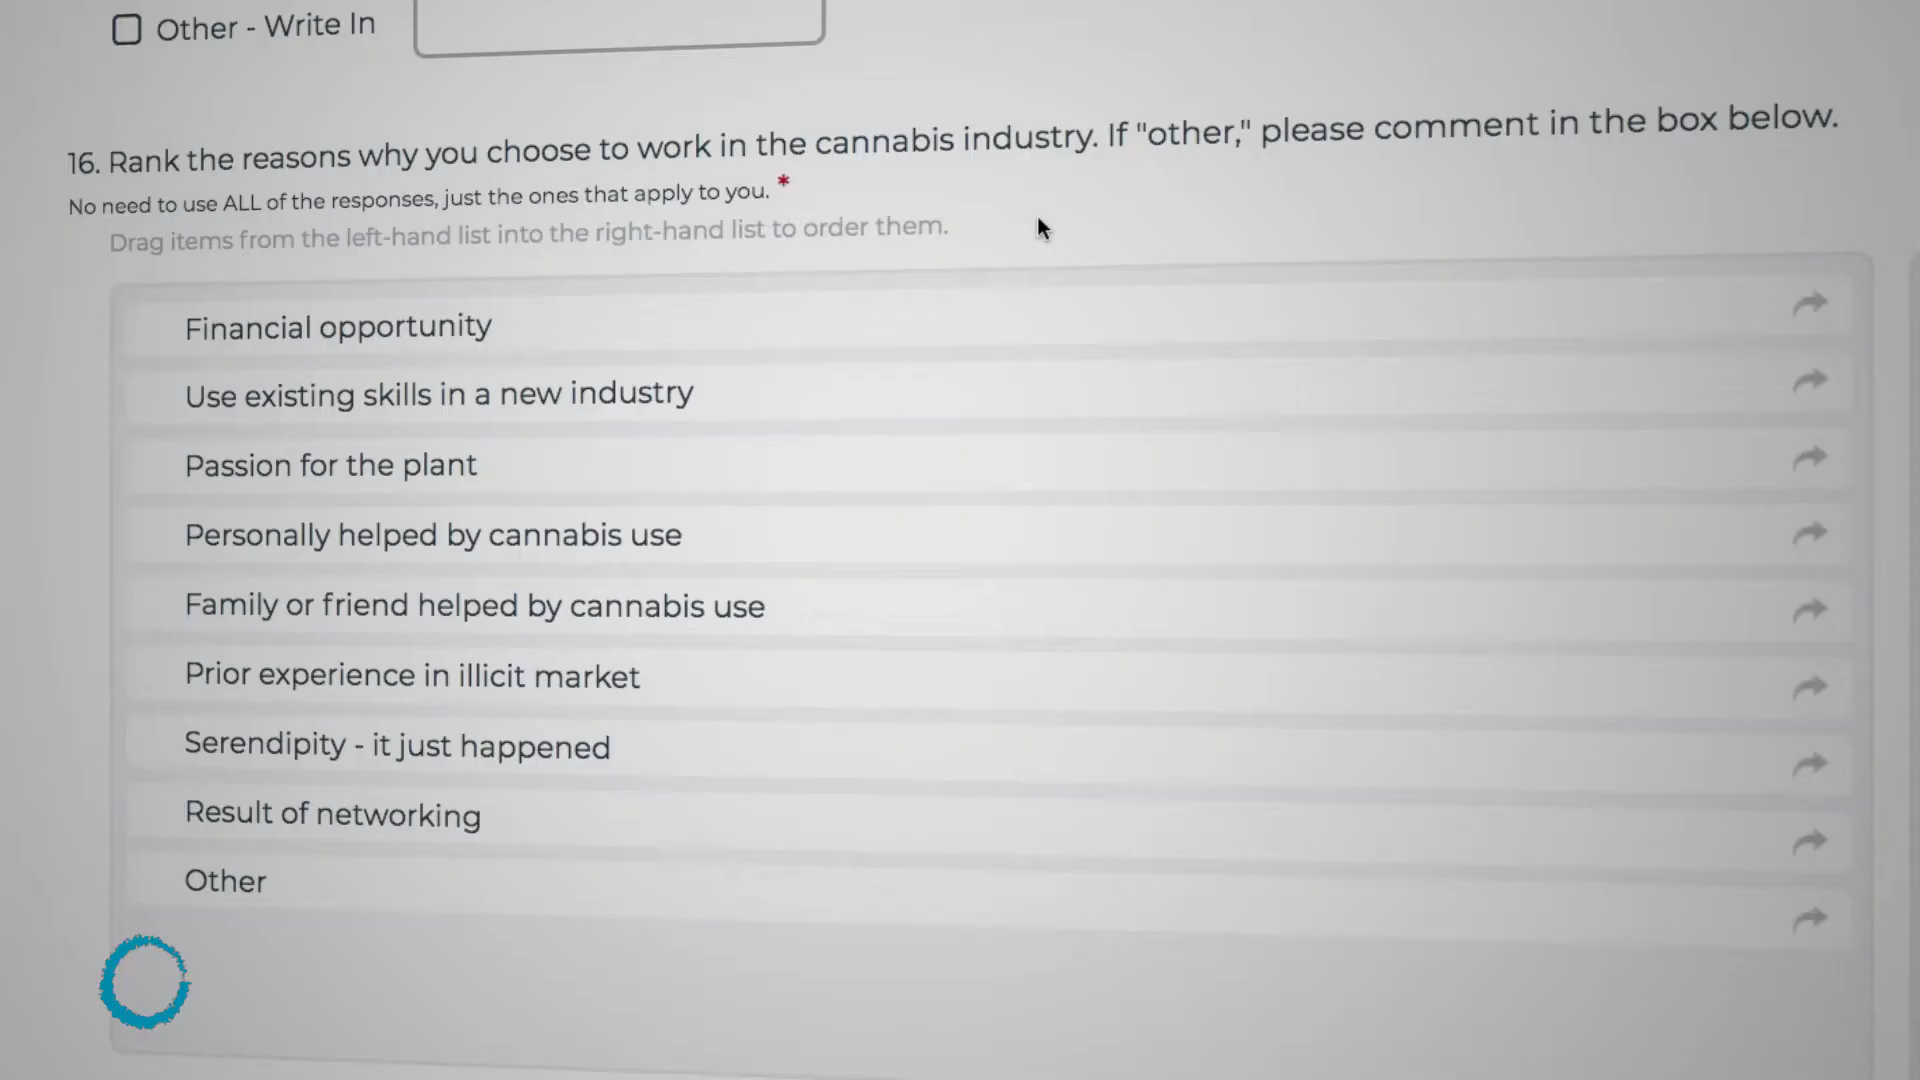 Other - Write In
16. Rank the reasons why you choose to work in the cannabis industry. If "other," please comment in the box below.
No need to use ALL of the responses, just the ones that apply to you. *
Drag items from the left-hand list into the right-hand list to order them.
Financial opportunity
Use existing skills in a new industry
Passion for the plant
Personally helped by cannabis use
Family or friend helped by cannabis use
Prior experience in illicit market
Serendipity - it just happened
Result of networking
Other